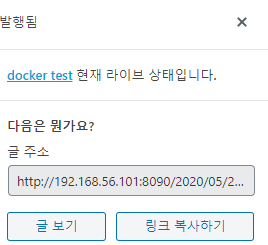 발행됨
docker test 현재 라이브 상태입니다.
다음은 뭔가요?
글 주소
http://192.168.56.101:8090/2020/05/2...
글 보기 링크 복사하기